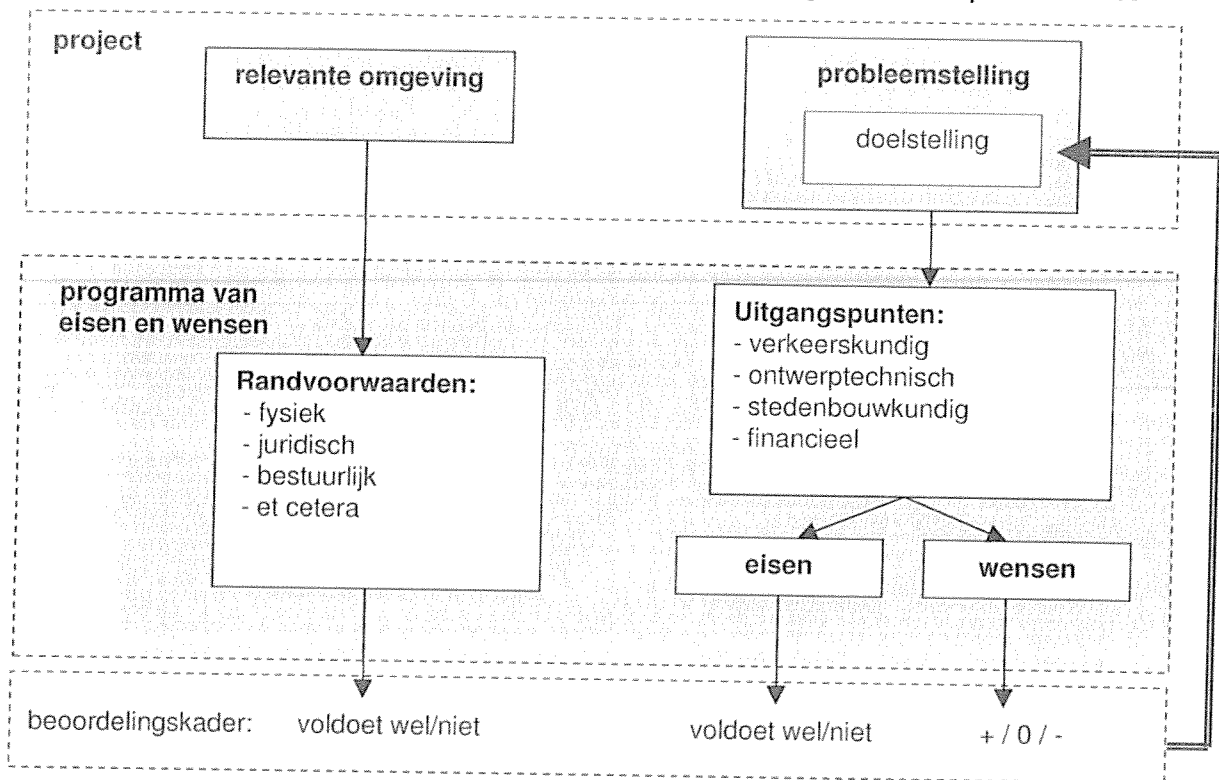 project
relevante omgeving
probleemstelling
doelstelling
programma van
eisen en wensen
Randvoorwaarden:
- fysiek
- juridisch
- bestuurlijk
- et cetera
Uitgangspunten:
- verkeerskundig
- ontwerptechnisch
- stedenbouwkundig
- financieel
eisen
wensen
beoordelingskader: voldoet wel/niet voldoet wel/niet + / 0 / -